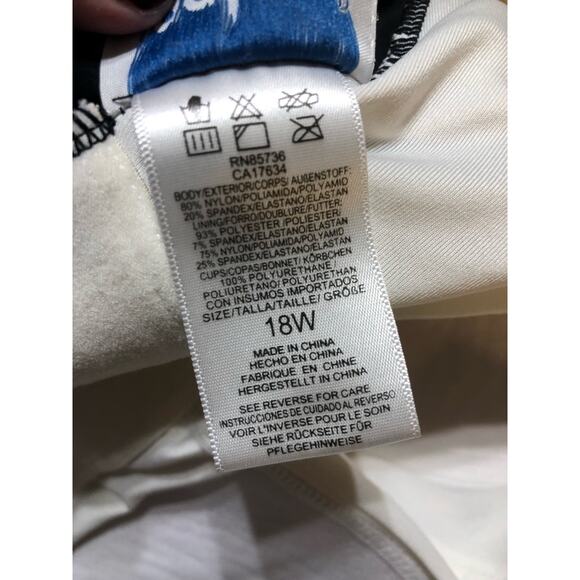 RN85736
CA17634
BODY/EXTERIOR/CORPS/ AUßENSTOFF:
80% NYLON/POLIAMIDA/POLYAMID
20% SPANDEX/ELASTANO/ELASTAN
LINING/FORRO/DOUBLURE/FUTTER:
93% POLYESTER/POLIESTER/
7% SPANDEX/ELASTANO/ELASTAN
75% NYLON/POLIAMIDA/POLYAMID
25% SPANDEX/ELASTANO/ELASTAN
CUPS/COPAS/BONNET/ KÖRBCHEN
100% POLYURETHANE/
POLIURETANO/ POLYURETHAN
CON INSUMOS IMPORTADOS
SIZE/TALLA/TAILLE/ GRÖßE
18W
MADE IN CHINA
HECHO EN CHINA
FABRIQUE EN CHINE
HERGESTELLT IN CHINA
SEE REVERSE FOR CARE
INSTRUCCIONES DE CUIDADO AL REVERSO
VOIR L'INVERSE POUR LE SOIN
SIEHE RÜCKSEITE FÜR
PFLEGEHINWEISE